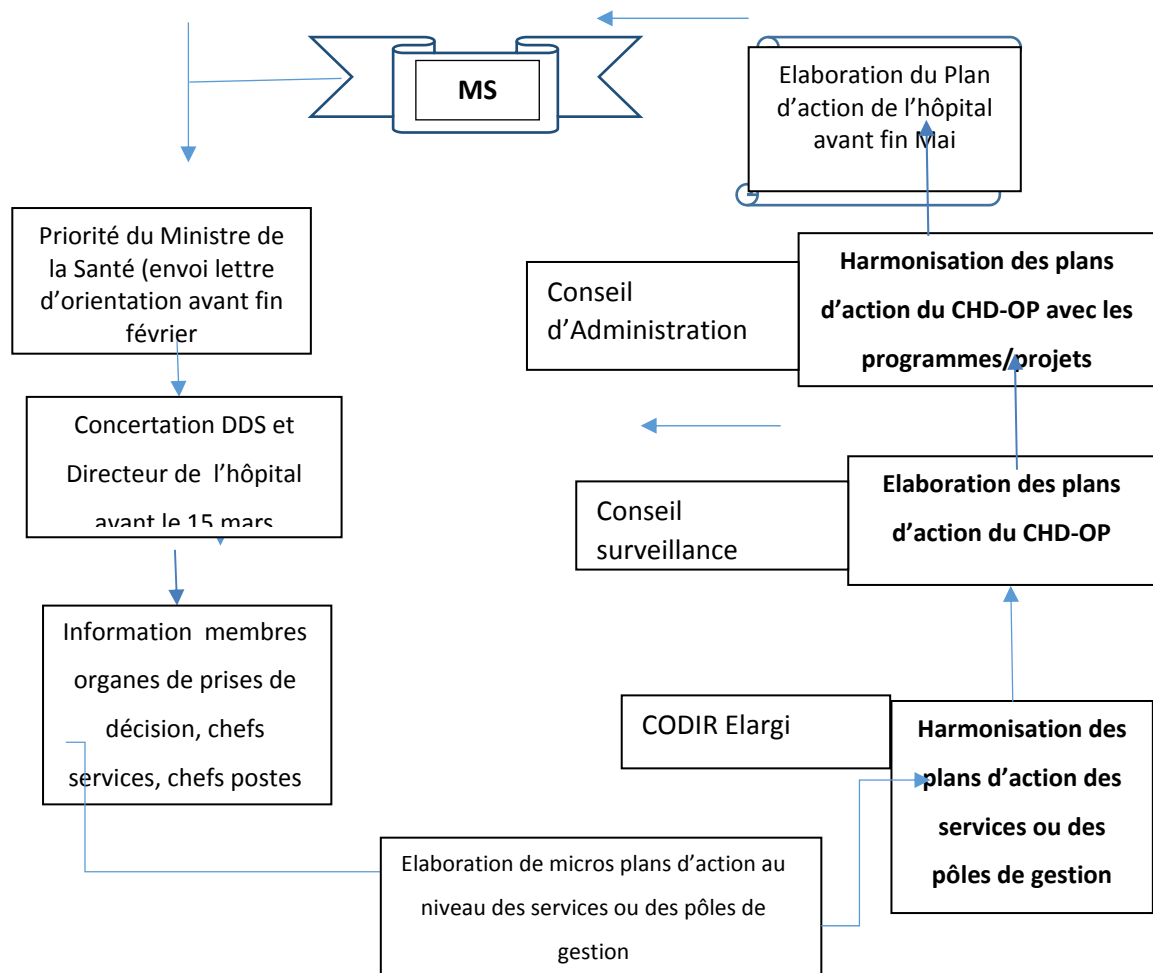 MS
Elaboration du Plan
d’action de l’hôpital
avant fin Mai
Priorité du Ministre de
la Santé (envoi lettre
d’orientation avant fin
février
Conseil
d’Administration
Harmonisation des plans
d’action du CHD-OP avec les
programmes/projets
Concertation DDS et
Directeur de l’hôpital
avant le 15 mars
Conseil
surveillance
Elaboration des plans
d’action du CHD-OP
Information membres
organes de prises de
décision, chefs
services, chefs postes
CODIR Elargi
Harmonisation des
plans d’action des
services ou des
pôles de gestion
Elaboration de micros plans d’action au
niveau des services ou des pôles de
gestion